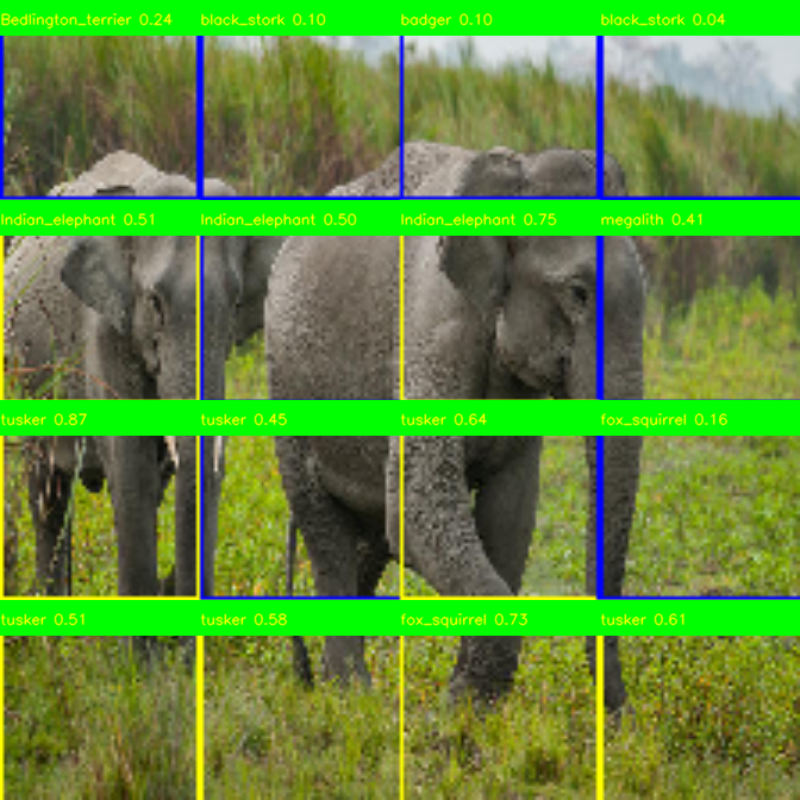 Bedlington_terrier 0.24
black_stork 0.10
badger 0.10
black_stork 0.04
Indian_elephant 0.51
Indian_elephant 0.50
Indian_elephant 0.75
megalith 0.41
tusker 0.87
tusker 0.45
tusker 0.64
fox_squirrel 0.16
tusker 0.51
tusker 0.58
fox_squirrel 0.73
tusker 0.61